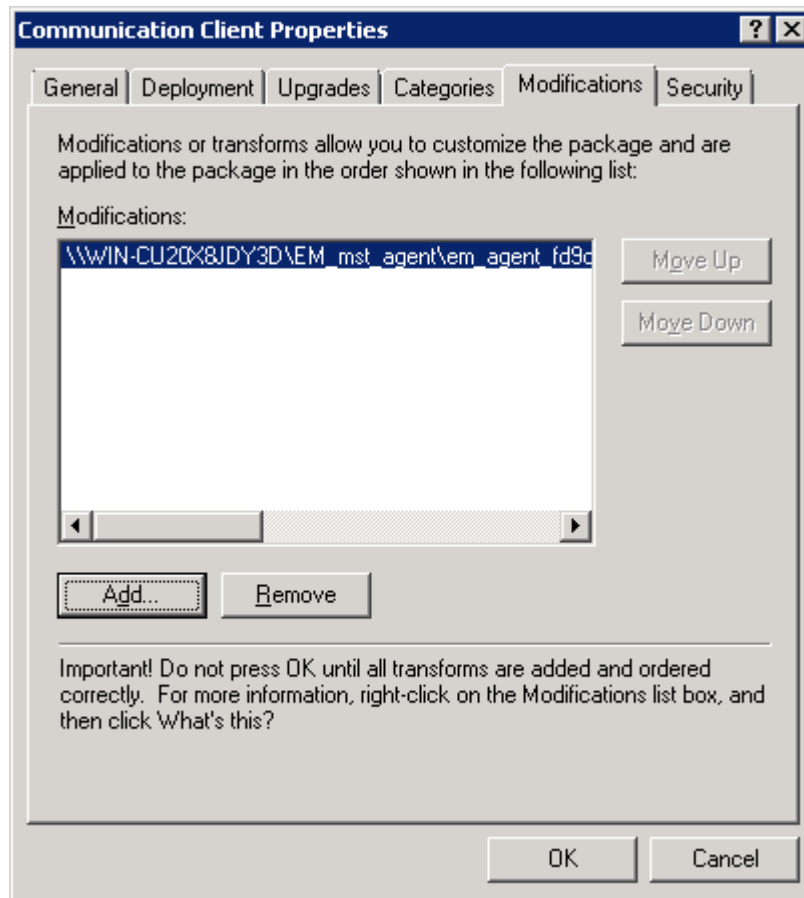 Communication Client Properties
General Deployment Upgrades Categories Modifications Security
Modifications or transforms allow you to customize the package and are
applied to the package in the order shown in the following list:
Modifications:
\\WIN-CU20X8JDY3D\EM_mst_agent\em_agent_fd9c
Move Up
Move Down
Add... Remove
Important! Do not press OK until all transforms are added and ordered
correctly. For more information, right-click on the Modifications list box, and
then click What's this?
OK Cancel